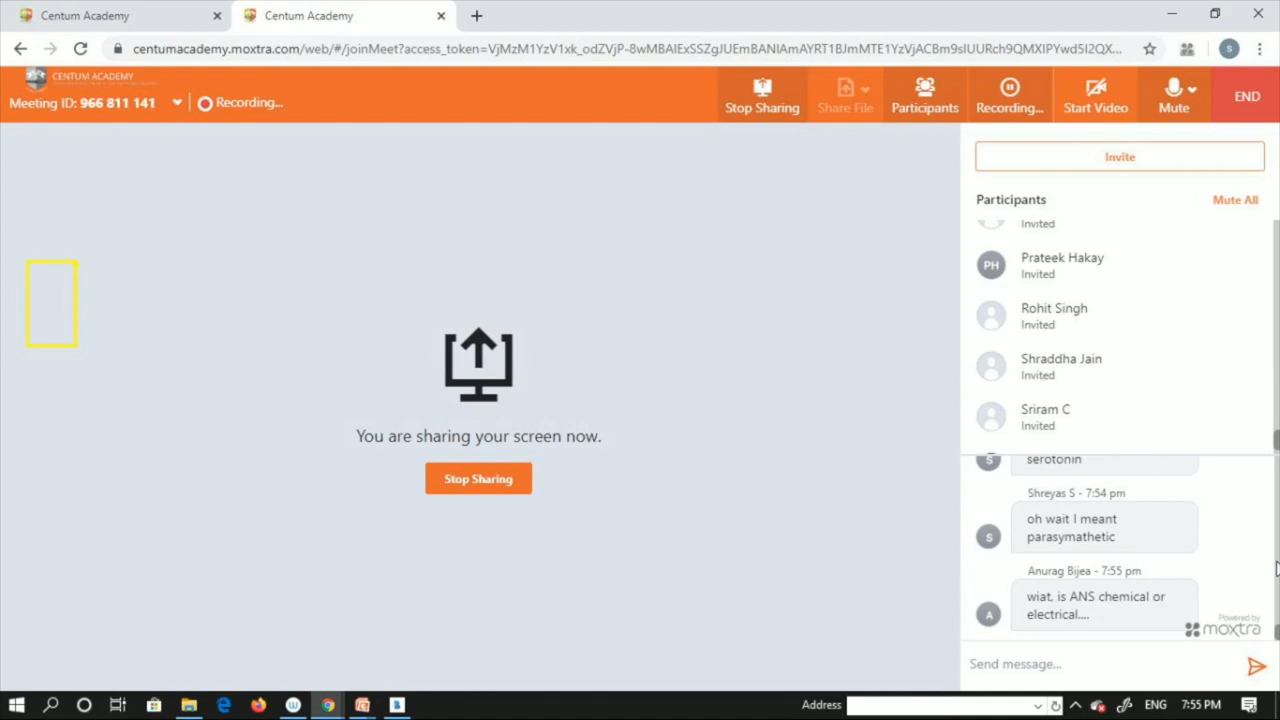 Centum Academy
Centum Academy
centumacademy.moxtra.com/web/#/joinMeet?access_token=VjMzM1YzV1xk_odZVjP-8wMBAIExSSZgJUEmBANIAmAYRT1BJmMTE1YzVjACBm9sIUURch9QMXIPYwd5I2QX...
S
CENTUM ACADEMY
Meeting ID: 966 811 141
Recording...
Stop Sharing
Share File
Participants
Recording...
Start Video
Mute
END
Invite
Participants
Mute All
Invited
PH
Prateek Hakay
Invited
Rohit Singh
Invited
Shraddha Jain
Invited
Sriram C
Invited
You are sharing your screen now.
Stop Sharing
S
serotonin
Shreyas S - 7:54 pm
S
oh wait I meant
parasymathetic
Anurag Bijea - 7:55 pm
A
wiat, is ANS chemical or
electrical....
Powered by
moxtra
Send message...
Address
ENG
7:55 PM